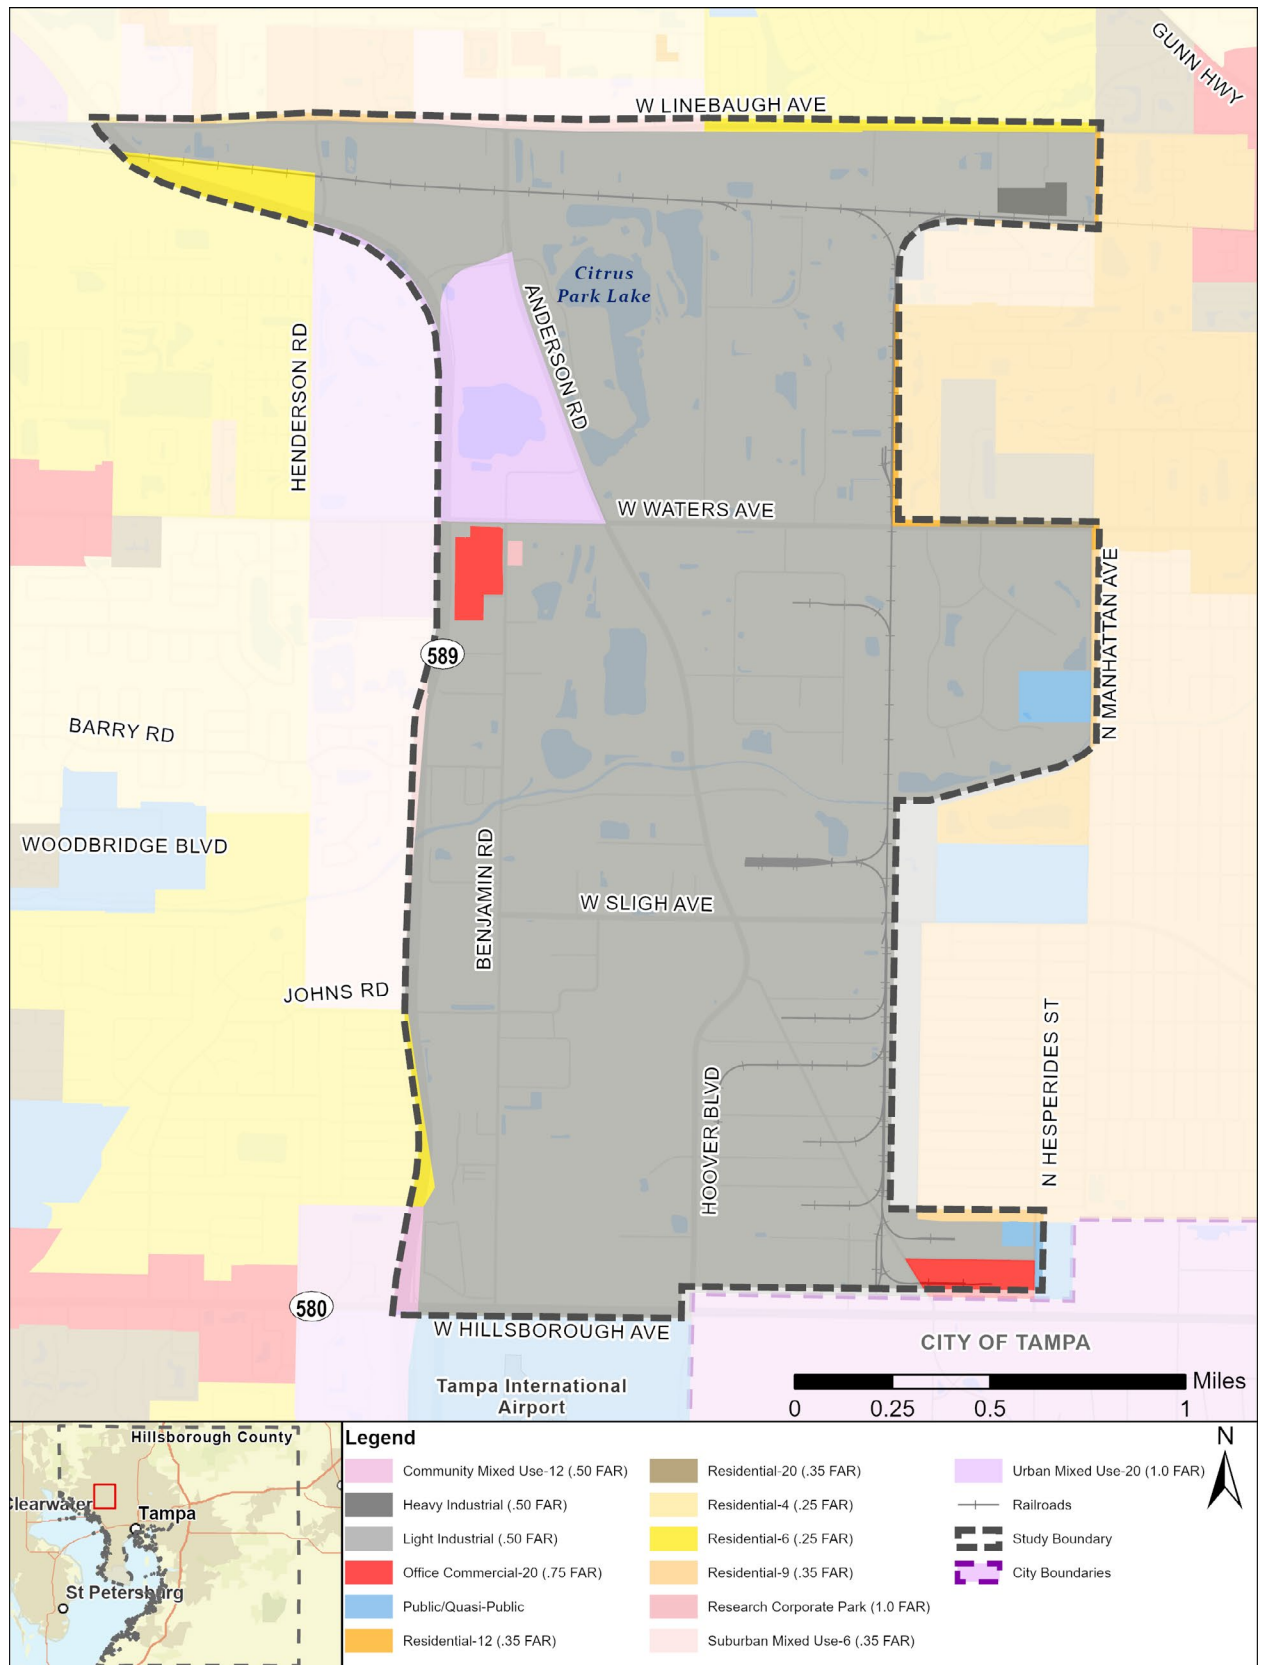 GUNN HWY
W LINEBAUGH AVE
Citrus
Park Lake
ANDERSON RD
HENDERSON RD
W WATERS AVE
N MANHATTAN AVE
589
BARRY RD
WOODBRIDGE BLVD
BENJAMIN RD
W SLIGH AVE
JOHNS RD
N HESPERIDES ST
HOOVER BLVD
580
W HILLSBOROUGH AVE
CITY OF TAMPA
Tampa International
Airport
Miles
0 0.25 0.5 1
Hillsborough County
Clearwater
Tampa
St Petersburg
Legend
Community Mixed Use-12 (.50 FAR)
Heavy Industrial (.50 FAR)
Light Industrial (.50 FAR)
Office Commercial-20 (.75 FAR)
Public/Quasi-Public
Residential-12 (.35 FAR)
Residential-20 (.35 FAR)
Residential-4 (.25 FAR)
Residential-6 (.25 FAR)
Residential-9 (.35 FAR)
Research Corporate Park (1.0 FAR)
Suburban Mixed Use-6 (.35 FAR)
Urban Mixed Use-20 (1.0 FAR)
Railroads
Study Boundary
City Boundaries
N